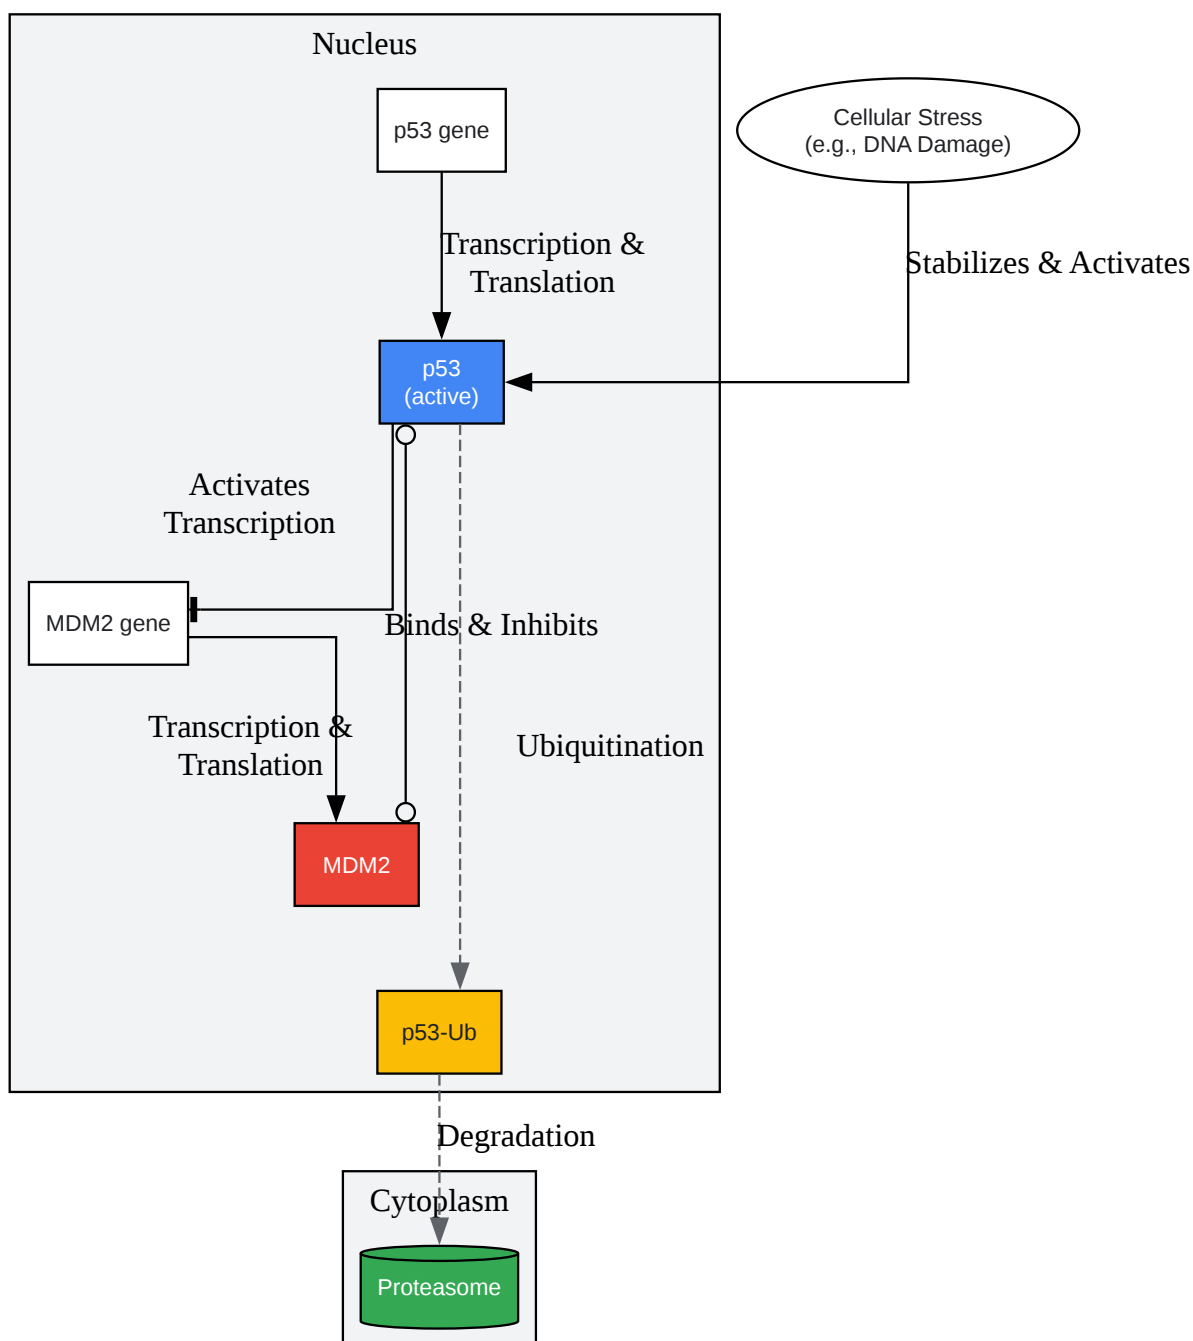 Nucleus
p53 gene
Cellular Stress
(e.g., DNA Damage)
Transcription &
Translation
Stabilizes & Activates
p53
(active)
Activates
Transcription
MDM2 gene
Binds & Inhibits
Transcription &
Translation
Ubiquitination
MDM2
p53-Ub
Degradation
Cytoplasm
Proteasome